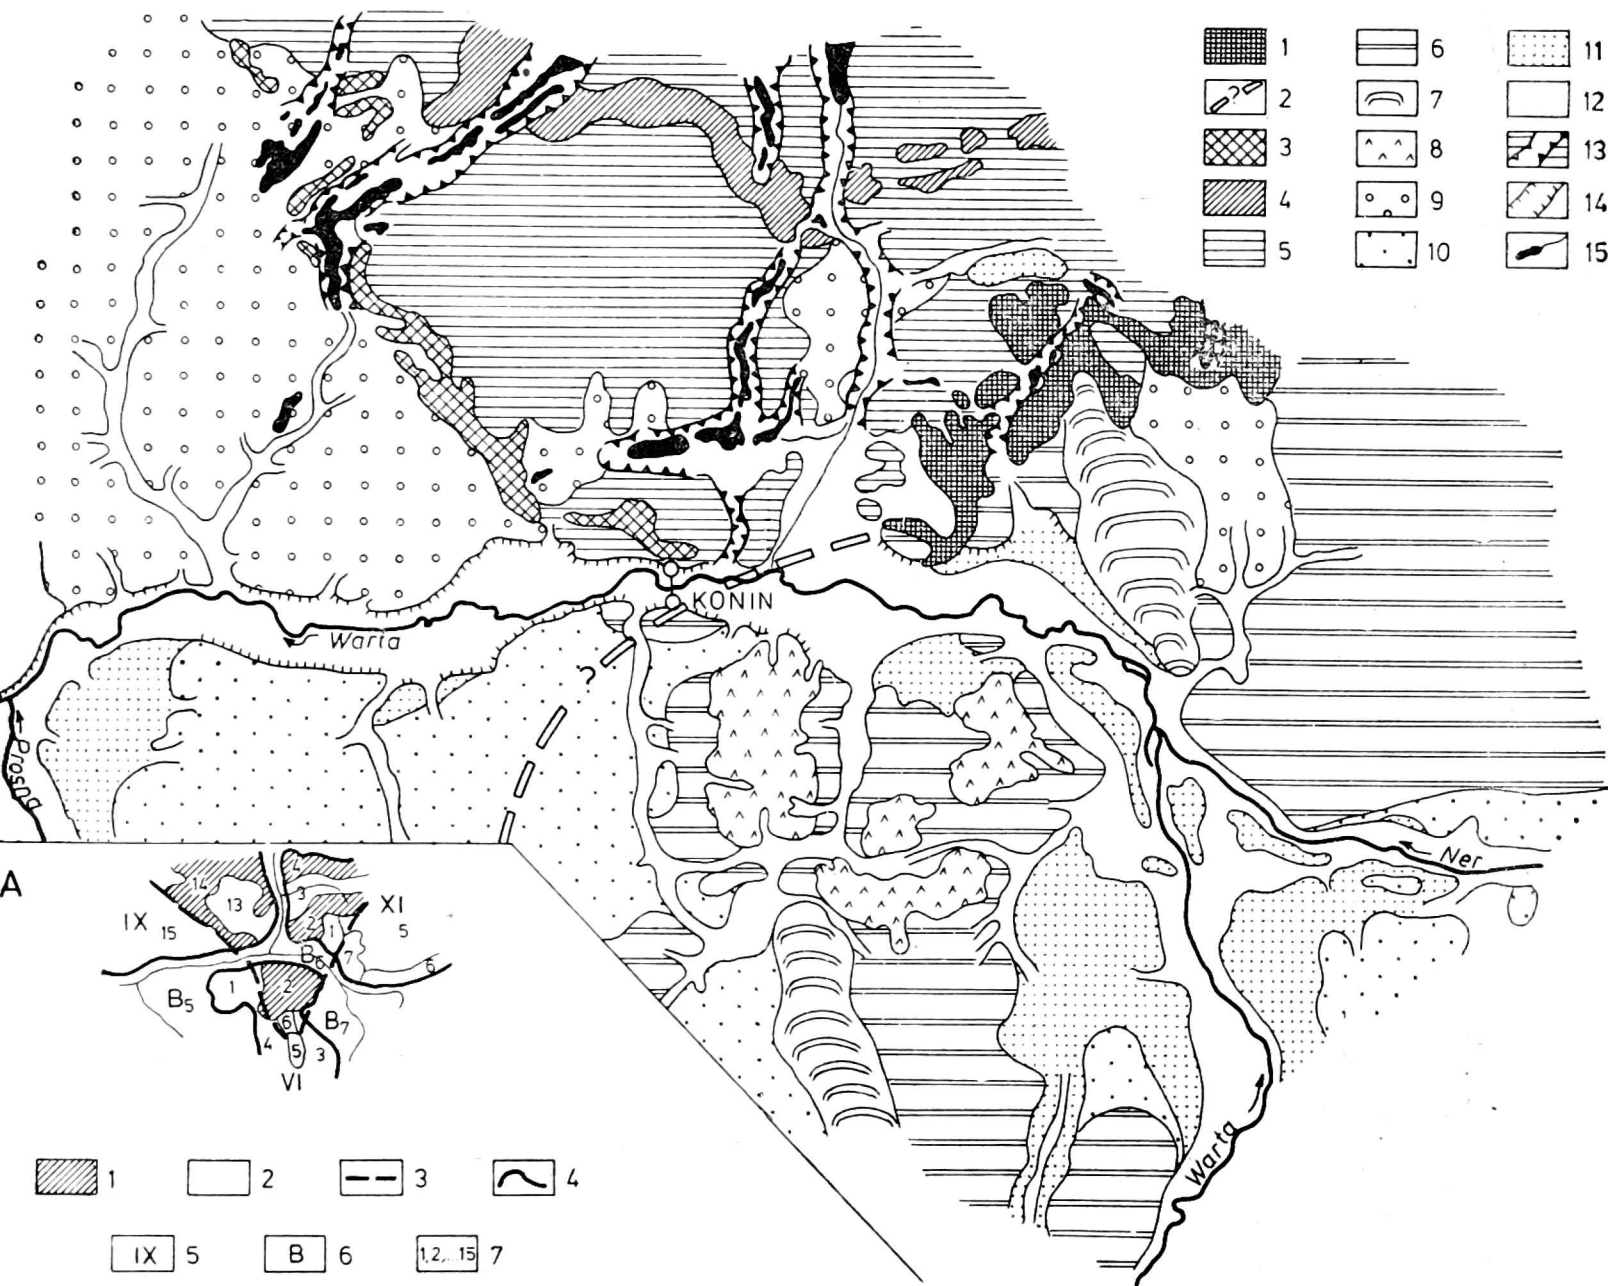 1 6 11
2 ? 7 12
3 8 13
4 9 14
5 10 15
KONIN
Warta
?
Prosna
Ner
Warta
A
14 13 4 3 2 1
IX 15 XI 5
B6 7 6
B5 1 2 B7
6 5 4 3
VI
1 2 3 4
IX 5 B 6 1,2,...15 7